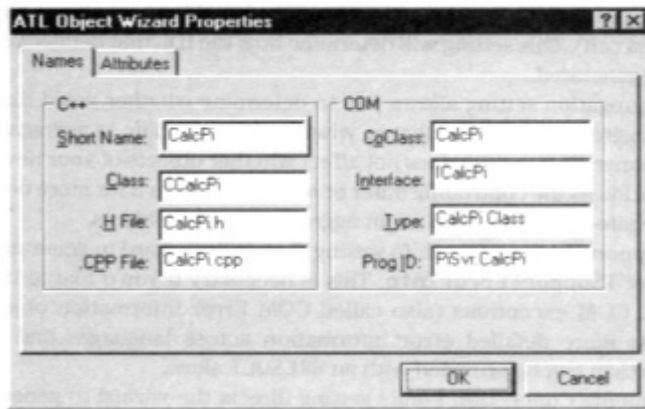 ATL Object Wizard Properties
Names Attributes
C++
Short Name: CalcPi
Class: CCalcPi
.H File: CalcPi.h
.CPP File: CalcPi.cpp
COM
CoClass: CalcPi
Interface: ICalcPi
Type: CalcPi Class
Prog ID: PiSvr.CalcPi
OK Cancel